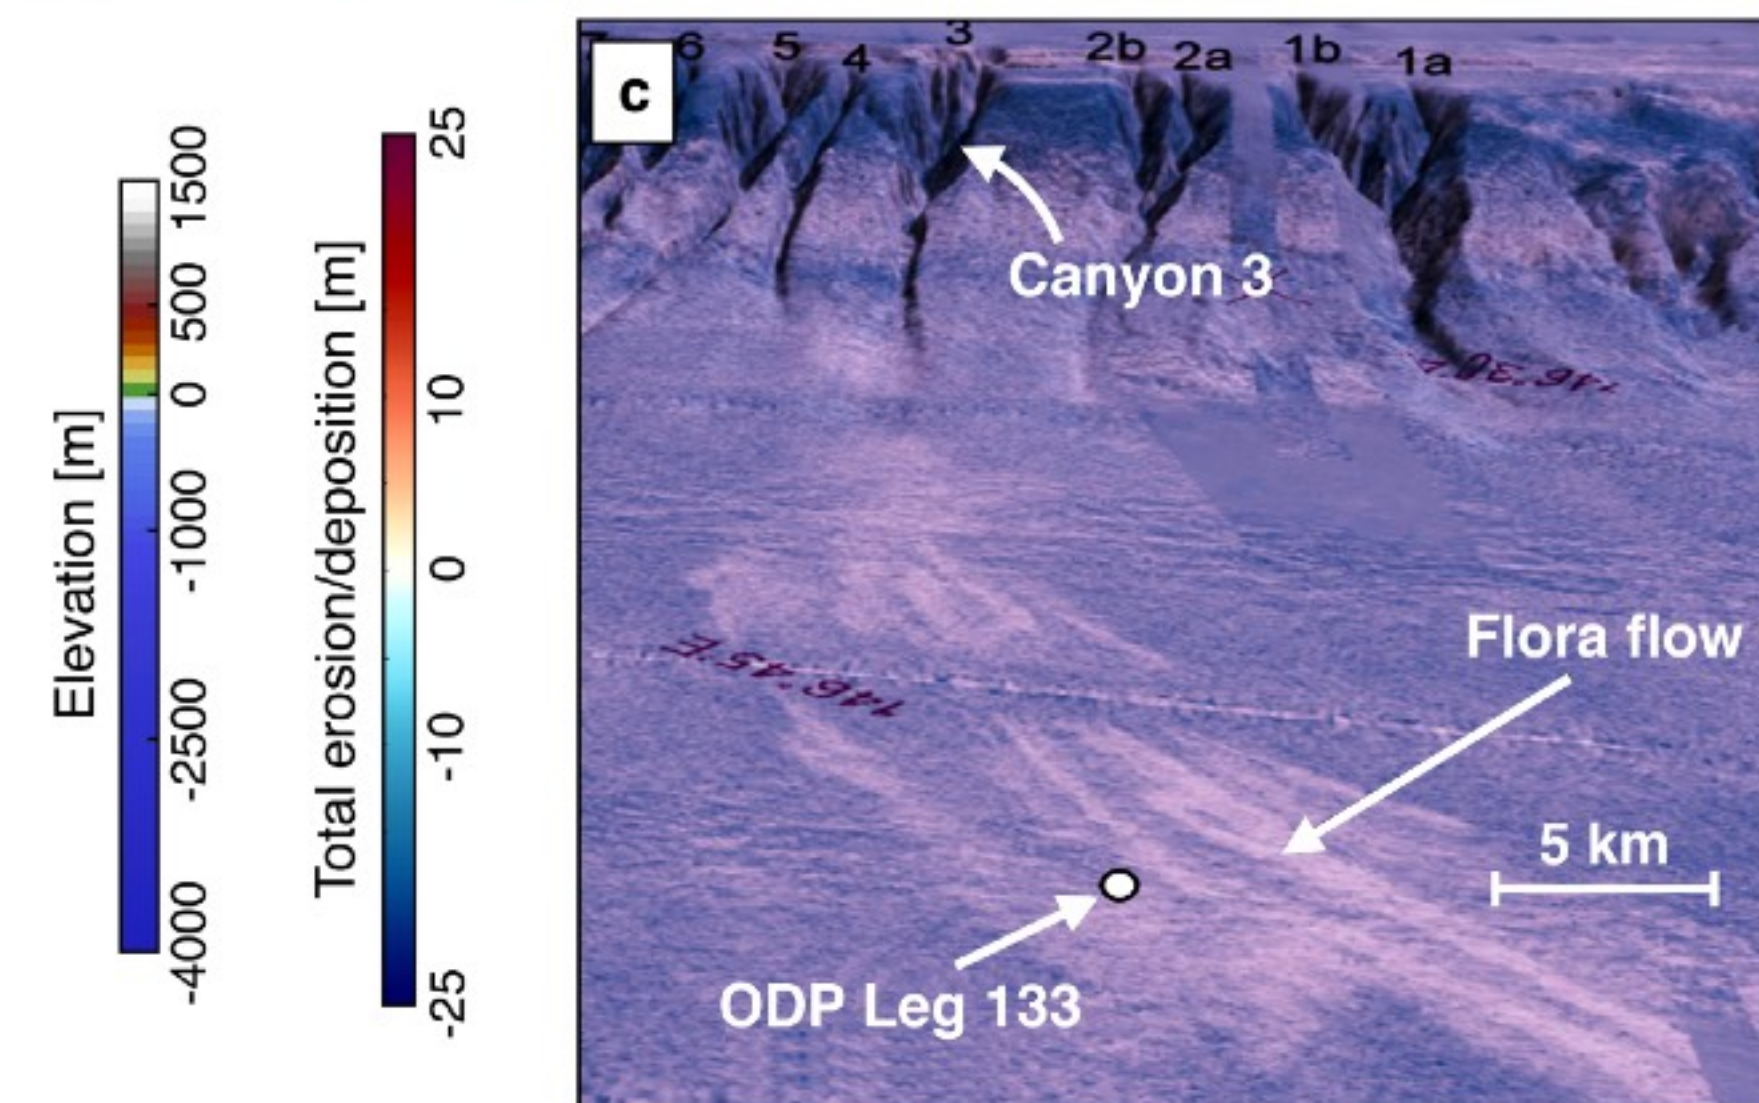 Elevation [m]
1500
500
0
-1000
-2500
-4000
Total erosion/deposition [m]
25
10
0
-10
-25
c
7 6 5 4 3 2b 2a 1b 1a
Canyon 3
146°30'E
146°45'E
Flora flow
5 km
ODP Leg 133